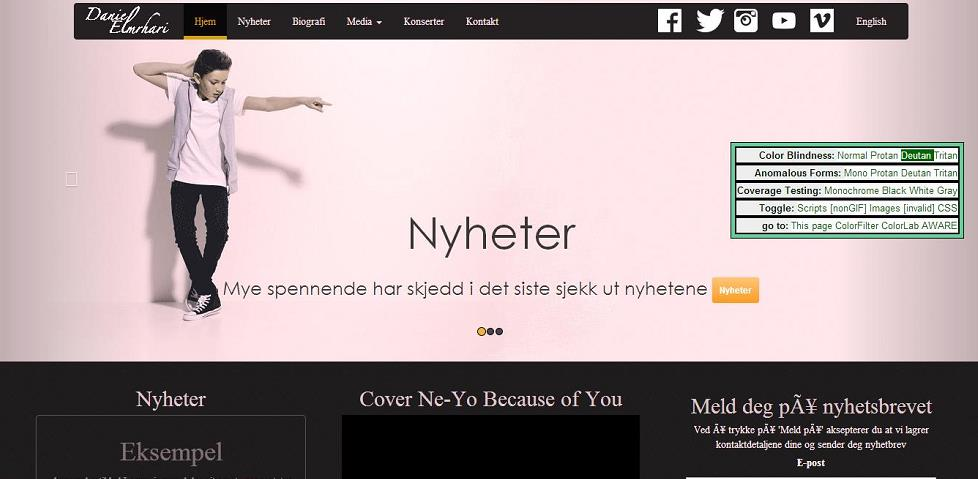 Daniel
Elmrhari
Hjem Nyheter Biografi Media Konserter Kontakt English
Color Blindness: Normal Protan Deutan Tritan
Anomalous Forms: Mono Protan Deutan Tritan
Coverage Testing: Monochrome Black White Gray
Toggle: Scripts [nonGIF] Images [invalid] CSS
go to: This page ColorFilter ColorLab AWARE
Nyheter
Mye spennende har skjedd i det siste sjekk ut nyhetene Nyheter
Nyheter
Eksempel
Cover Ne-Yo Because of You
Meld deg pÃ¥ nyhetsbrevet
Ved Ã¥ trykke pÃ¥ 'Meld pÃ¥' aksepterer du at vi lagrer
kontaktdetaljene dine og sender deg nyhetbrev
E-post